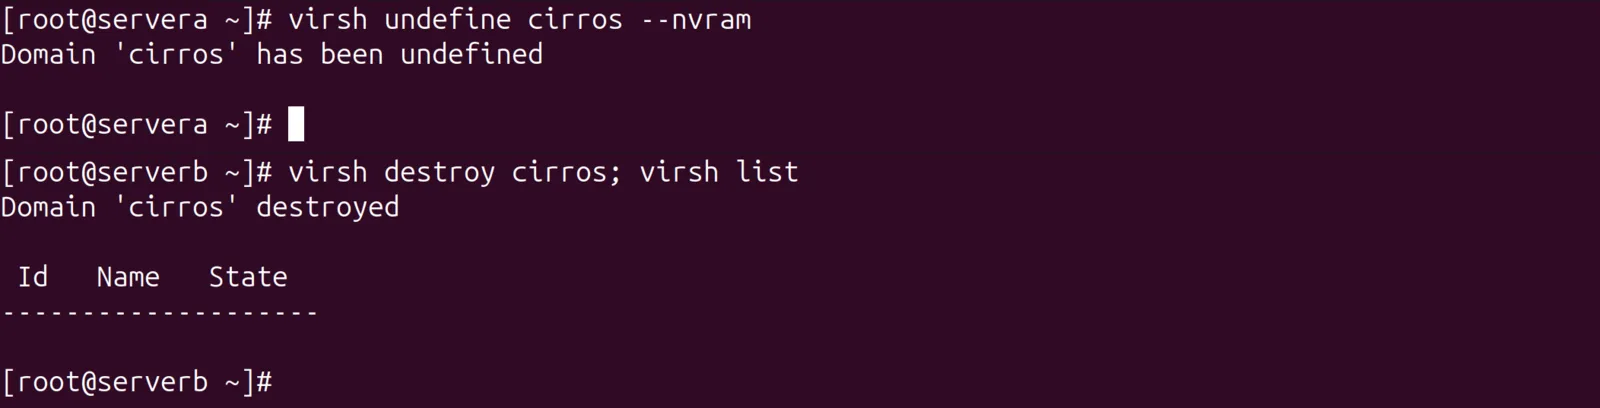 [root@servera ~]# virsh undefine cirros --nvram
Domain 'cirros' has been undefined
[root@servera ~]#
[root@serverb ~]# virsh destroy cirros; virsh list
Domain 'cirros' destroyed
 Id   Name   State
--------------------
[root@serverb ~]#